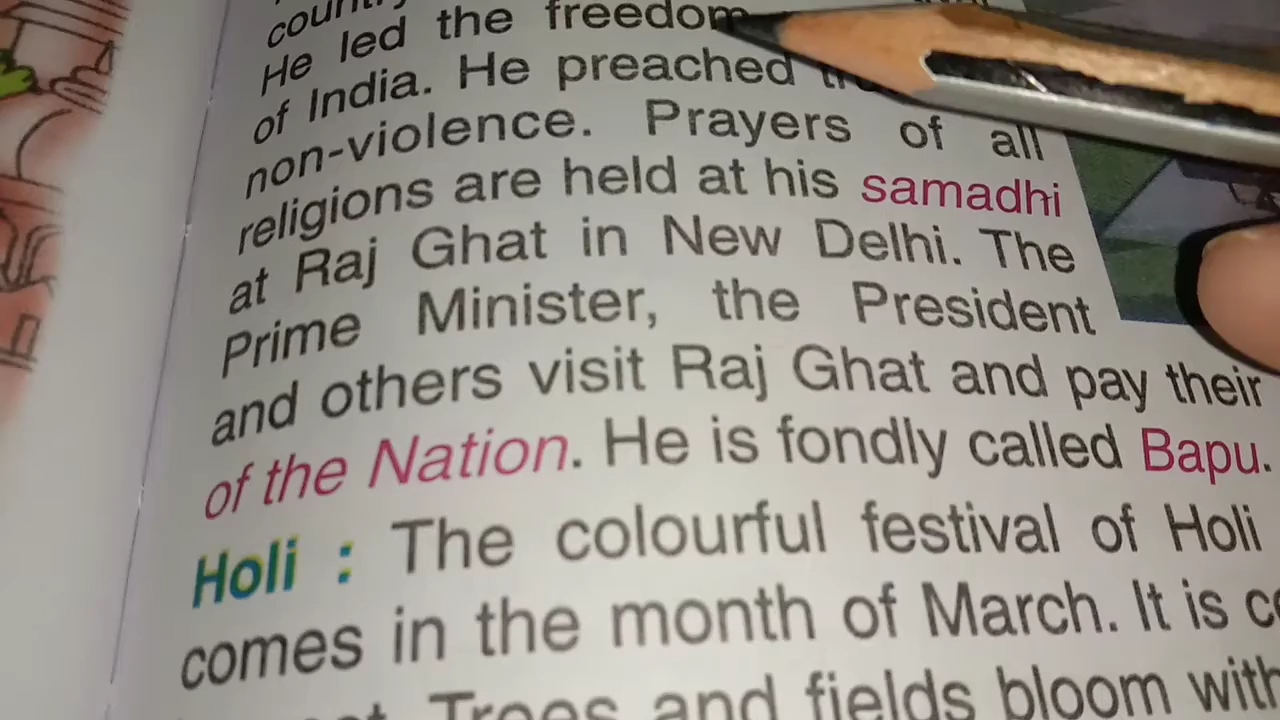 He led the freedom
of India. He preached
non-violence. Prayers of all
religions are held at his samadhi
at Raj Ghat in New Delhi. The
Prime Minister, the President
and others visit Raj Ghat and pay their
of the Nation. He is fondly called Bapu.
Holi : The colourful festival of Holi
comes in the month of March. It is
Trees and fields bloom with